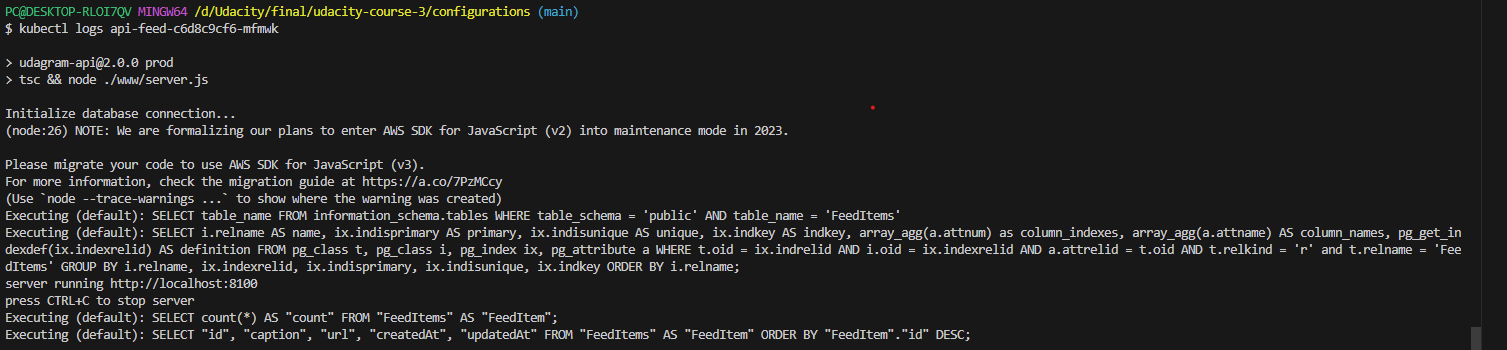 PC@DESKTOP-RLOI7QV MINGW64 /d/Udacity/final/udacity-course-3/configurations (main)
$ kubectl logs api-feed-c6d8c9cf6-mfmwk
> udagram-api@2.0.0 prod
> tsc && node ./www/server.js
Initialize database connection...
(node:26) NOTE: We are formalizing our plans to enter AWS SDK for JavaScript (v2) into maintenance mode in 2023.
Please migrate your code to use AWS SDK for JavaScript (v3).
For more information, check the migration guide at https://a.co/7PzMCcy
(Use `node --trace-warnings ...` to show where the warning was created)
Executing (default): SELECT table_name FROM information_schema.tables WHERE table_schema = 'public' AND table_name = 'FeedItems'
Executing (default): SELECT i.relname AS name, ix.indisprimary AS primary, ix.indisunique AS unique, ix.indkey AS indkey, array_agg(a.attnum) as column_indexes, array_agg(a.attname) AS column_names, pg_get_in
dexdef(ix.indexrelid) AS definition FROM pg_class t, pg_class i, pg_index ix, pg_attribute a WHERE t.oid = ix.indrelid AND i.oid = ix.indexrelid AND a.attrelid = t.oid AND t.relkind = 'r' and t.relname = 'Fee
dItems' GROUP BY i.relname, ix.indexrelid, ix.indisprimary, ix.indisunique, ix.indkey ORDER BY i.relname;
server running http://localhost:8100
press CTRL+C to stop server
Executing (default): SELECT count(*) AS "count" FROM "FeedItems" AS "FeedItem";
Executing (default): SELECT "id", "caption", "url", "createdAt", "updatedAt" FROM "FeedItems" AS "FeedItem" ORDER BY "FeedItem"."id" DESC;